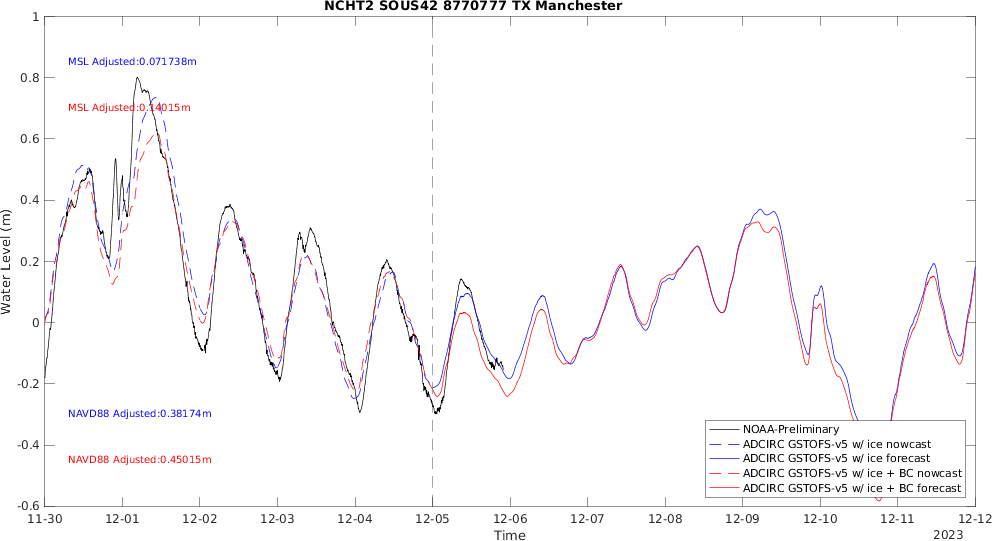 NCHT2 SOUS42 8770777 TX Manchester
1
0.8
0.6
0.4
0.2
0
-0.2
-0.4
-0.6
Water Level (m)
MSL Adjusted:0.071738m
MSL Adjusted:0.14015m
NAVD88 Adjusted:0.38174m
NAVD88 Adjusted:0.45015m
NOAA-Preliminary
ADCIRC GSTOFS-v5 w/ ice nowcast
ADCIRC GSTOFS-v5 w/ ice forecast
ADCIRC GSTOFS-v5 w/ ice + BC nowcast
ADCIRC GSTOFS-v5 w/ ice + BC forecast
11-30 12-01 12-02 12-03 12-04 12-05 12-06 12-07 12-08 12-09 12-10 12-11 12-12
Time
2023